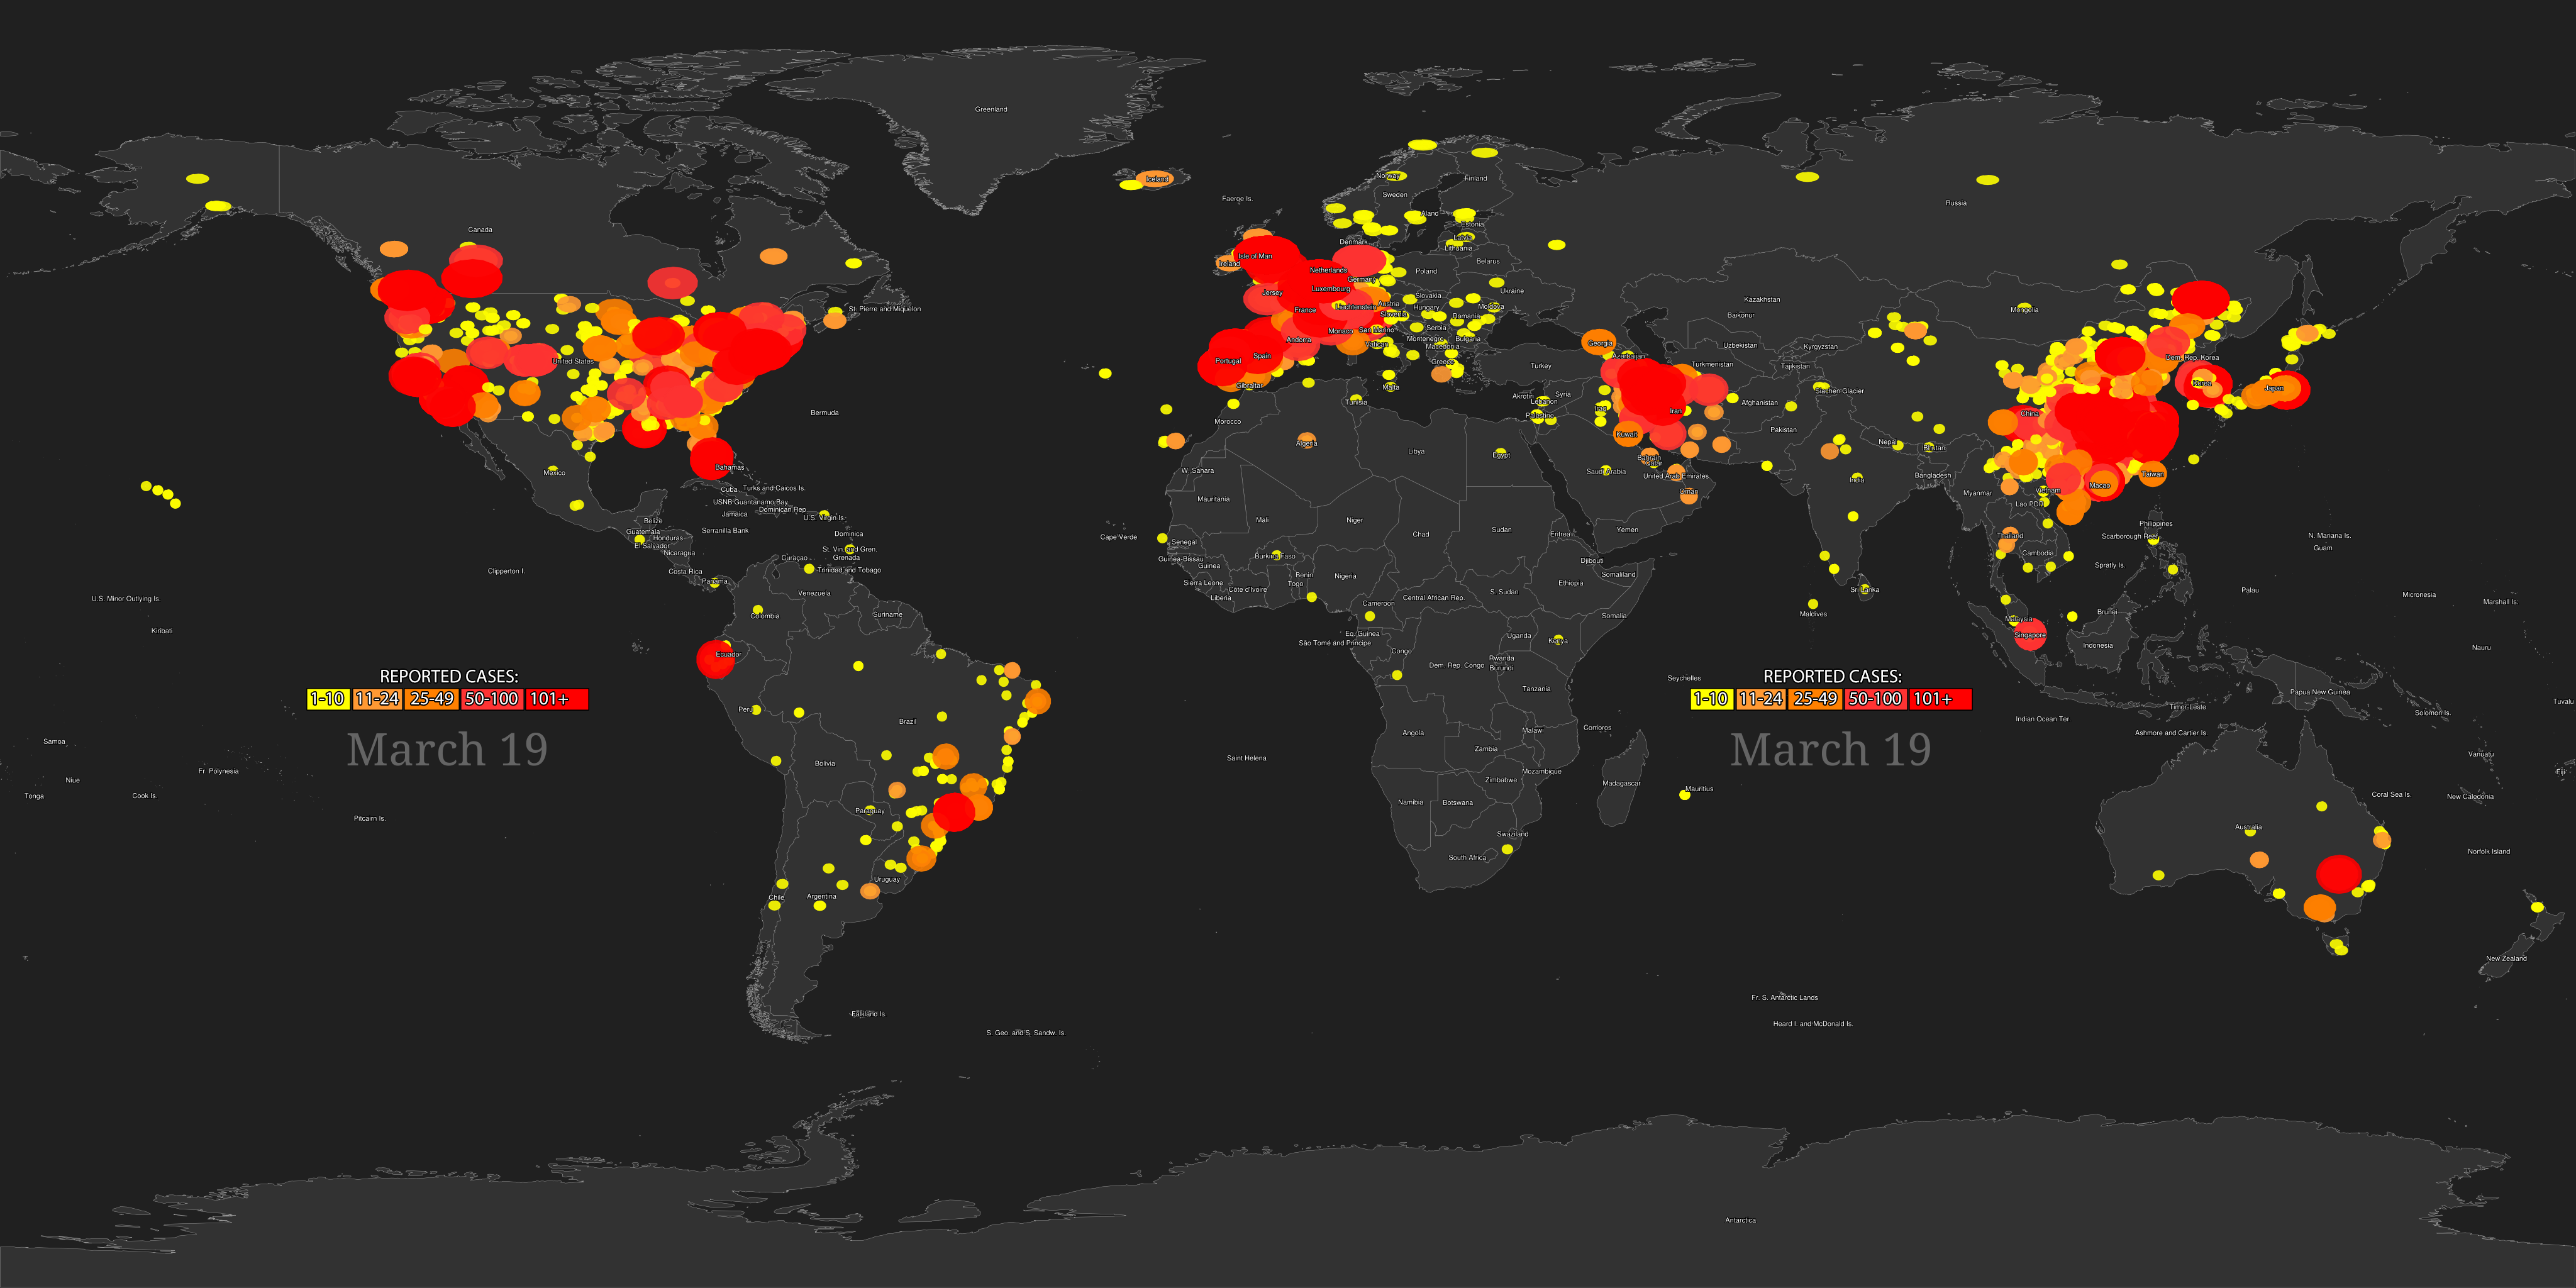 Greenland
Iceland
Faeroe Is.
Norway
Sweden
Finland
Aland
Estonia
Latvia
Lithuania
Denmark
Russia
Canada
Isle of Man
Ireland
Netherlands
Germany
Poland
Belarus
Jersey
Luxembourg
Liechtenstein
Austria
Slovakia
Ukraine
Hungary
Moldova
St. Pierre and Miquelon
France
Slovenia
Romania
Serbia
Monaco
San Marino
Montenegro
Bulgaria
Andorra
Vatican
Macedonia
United States
Portugal
Spain
Greece
Gibraltar
Malta
Georgia
Azerbaijan
Turkey
Kazakhstan
Baikonur
Uzbekistan
Kyrgyzstan
Turkmenistan
Tajikistan
Mongolia
Dem. Rep. Korea
Korea
Japan
Siachen Glacier
Afghanistan
Akrotiri
Syria
Lebanon
Palestine
Iraq
Iran
China
Bermuda
Tunisia
Morocco
Algeria
Libya
Egypt
Kuwait
Pakistan
Nepal
Bhutan
Bahrain
Qatar
Saudi Arabia
United Arab Emirates
Oman
India
Bangladesh
Myanmar
Taiwan
Macao
Vietnam
Lao PDR
Bahamas
Mexico
Cuba
Turks and Caicos Is.
USNB Guantanamo Bay
Dominican Rep.
Jamaica
U.S. Virgin Is.
Belize
Guatemala
Honduras
El Salvador
Nicaragua
Serranilla Bank
Dominica
St. Vin. and Gren.
Grenada
Curaçao
Trinidad and Tobago
Costa Rica
Panama
Clipperton I.
Venezuela
Colombia
Suriname
W. Sahara
Mauritania
Mali
Niger
Chad
Sudan
Eritrea
Yemen
Cape Verde
Senegal
Guinea-Bissau
Guinea
Sierra Leone
Liberia
Côte d'Ivoire
Burkina Faso
Benin
Togo
Nigeria
Cameroon
Central African Rep.
S. Sudan
Ethiopia
Djibouti
Somaliland
Somalia
Eq. Guinea
São Tomé and Principe
Congo
Dem. Rep. Congo
Uganda
Kenya
Rwanda
Burundi
Tanzania
Thailand
Cambodia
Philippines
Scarborough Reef
Spratly Is.
N. Mariana Is.
Guam
Palau
Micronesia
Marshall Is.
Sri Lanka
Maldives
Malaysia
Brunei
Singapore
Indonesia
Nauru
U.S. Minor Outlying Is.
Kiribati
Ecuador
REPORTED CASES:
1-10 11-24 25-49 50-100 101+
March 19
Peru
Brazil
Bolivia
Paraguay
Uruguay
Argentina
Chile
Samoa
Niue
Tonga
Cook Is.
Fr. Polynesia
Pitcairn Is.
Saint Helena
Angola
Zambia
Malawi
Comoros
Seychelles
Mozambique
Zimbabwe
Madagascar
Namibia
Botswana
Swaziland
South Africa
Mauritius
REPORTED CASES:
1-10 11-24 25-49 50-100 101+
March 19
Indian Ocean Ter.
Timor-Leste
Ashmore and Cartier Is.
Papua New Guinea
Solomon Is.
Tuvalu
Vanuatu
Fiji
Coral Sea Is.
New Caledonia
Australia
Norfolk Island
New Zealand
Falkland Is.
S. Geo. and S. Sandw. Is.
Fr. S. Antarctic Lands
Heard I. and McDonald Is.
Antarctica